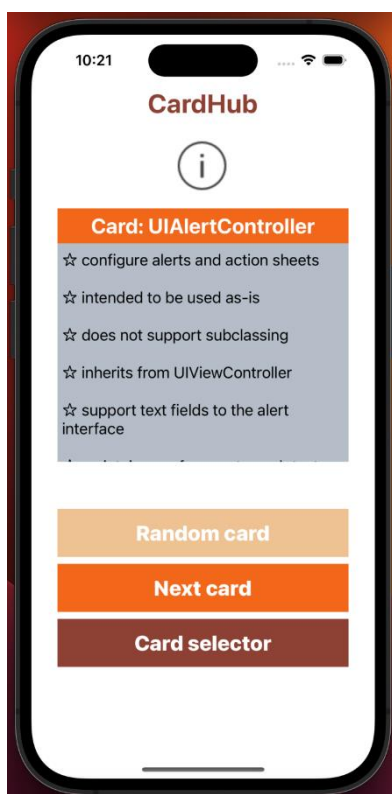 10:21
CardHub
i
Card: UIAlertController
☆ configure alerts and action sheets
☆ intended to be used as-is
☆ does not support subclassing
☆ inherits from UIViewController
☆ support text fields to the alert
interface
Random card
Next card
Card selector